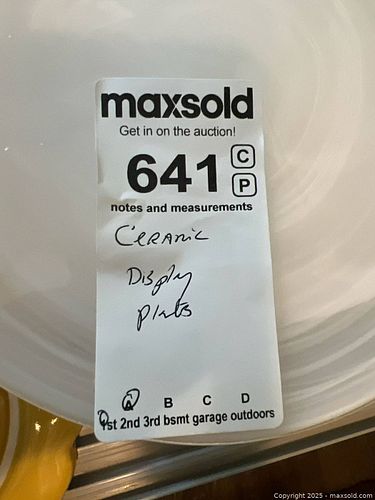 maxsold
Get in on the auction!
641 C
P
notes and measurements
CERAMIC
Display
plates
A B C D
1st 2nd 3rd bsmt garage outdoors
Copyright 2025 - maxsold.com